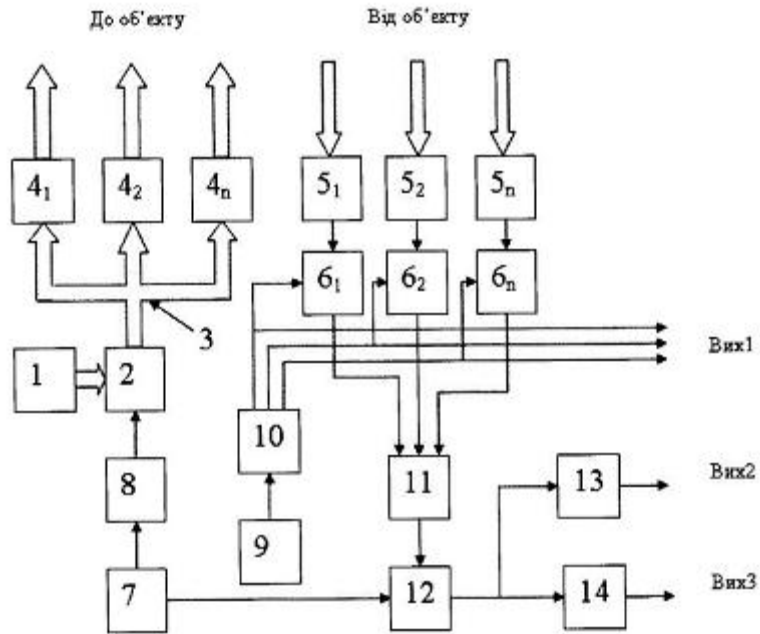 До об'єкту Від об'єкту
4₁ 4₂ 4ₙ 5₁ 5₂ 5ₙ
6₁ 6₂ 6ₙ
3
Вих1
1 2
10
8 11 13 Вих2
9
7 12 14 Вих3